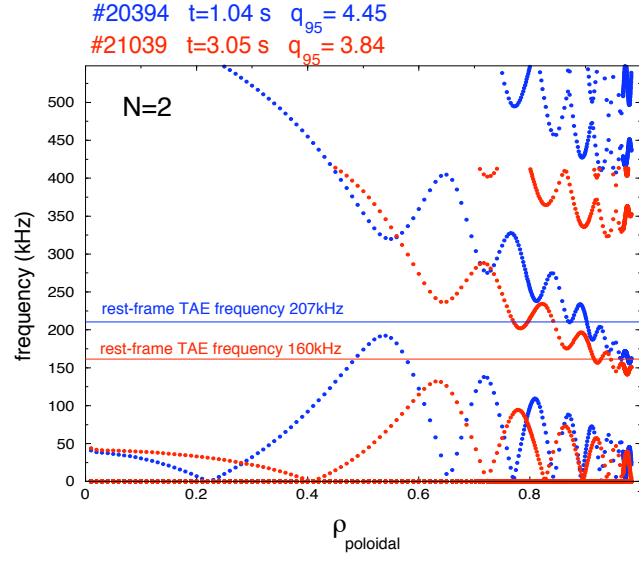 #20394 t=1.04 s q95= 4.45
#21039 t=3.05 s q95= 3.84
N=2
500
450
400
350
300
250
200
150
100
50
0
frequency (kHz)
rest-frame TAE frequency 207kHz
rest-frame TAE frequency 160kHz
0 0.2 0.4 0.6 0.8 1
ρpoloidal